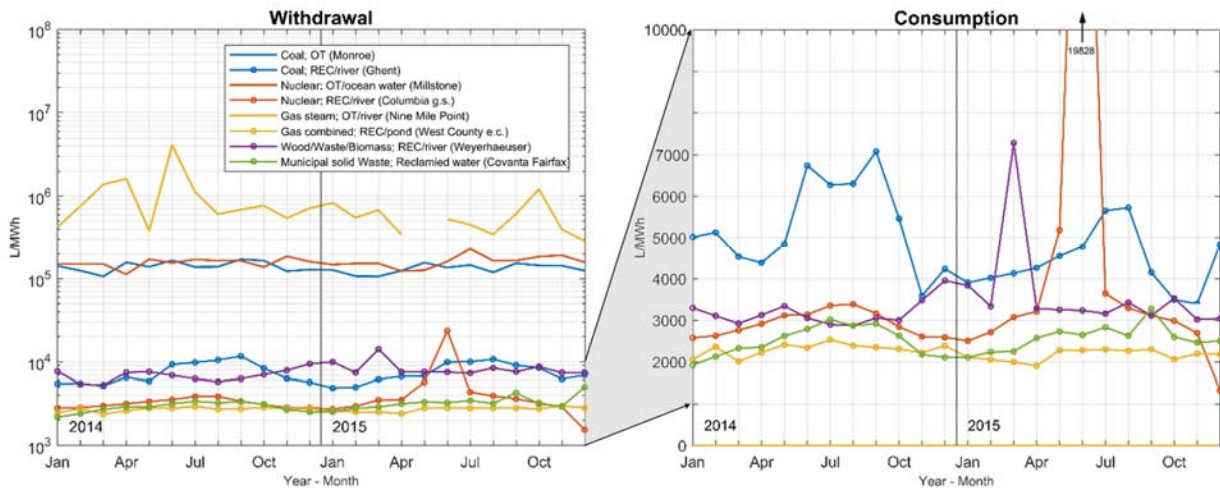 Withdrawal
10^8
10^7
10^6
10^5
10^4
10^3
L/MWh
Coal; OT (Monroe)
Coal; REC/river (Ghent)
Nuclear; OT/ocean water (Millstone)
Nuclear; REC/river (Columbia g.s.)
Gas steam; OT/river (Nine Mile Point)
Gas combined; REC/pond (West County e.c.)
Wood/Waste/Biomass; REC/river (Weyerhaeuser)
Municipal solid Waste; Reclamied water (Covanta Fairfax)
2014
2015
Jan Apr Jul Oct Jan Apr Jul Oct
Year - Month
Consumption
10000
19828
7000
6000
5000
4000
3000
2000
0
L/MWh
2014
2015
Jan Apr Jul Oct Jan Apr Jul Oct
Year - Month